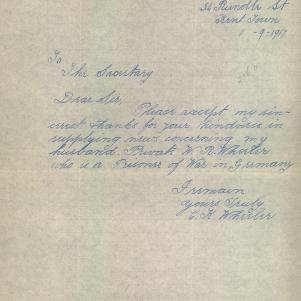 34 Rundle St
Kent Town
1-9-1917
To
The Secretary
Dear Sir,
Please accept my sin-
cerest thanks for your kindness in
supplying news concerning my
husband. Private W. R. Wheeler
who is a Prisoner of War in Germany
I remain
Yours Truly
E. R. Wheeler